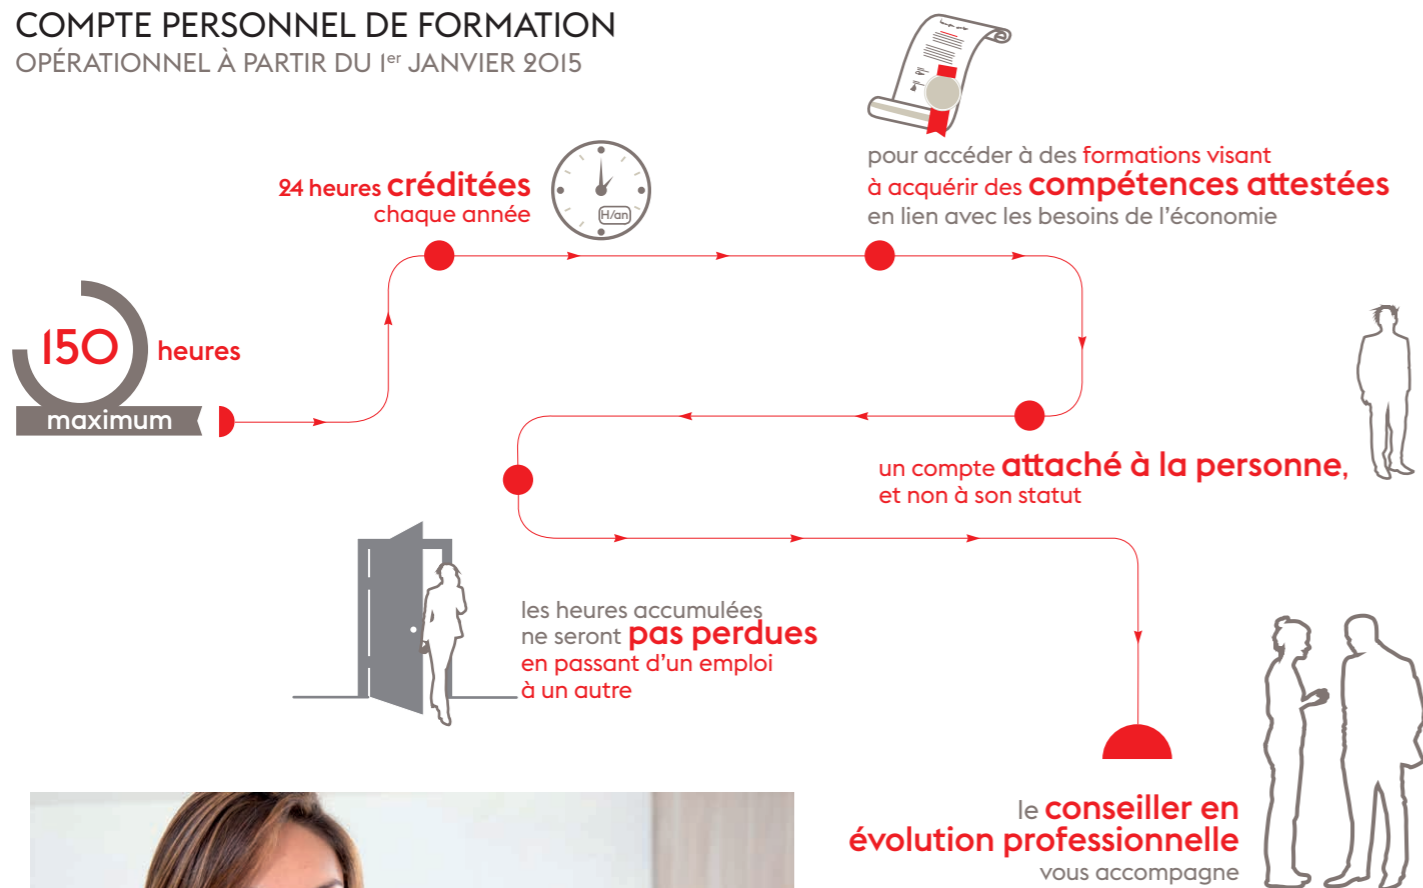 COMPTE PERSONNEL DE FORMATION
OPÉRATIONNEL À PARTIR DU 1er JANVIER 2015
24 heures créditées
chaque année
H/an
pour accéder à des formations visant
à acquérir des compétences attestées
en lien avec les besoins de l'économie
150 heures
maximum
un compte attaché à la personne,
et non à son statut
les heures accumulées
ne seront pas perdues
en passant d'un emploi
à un autre
le conseiller en
évolution professionnelle
vous accompagne